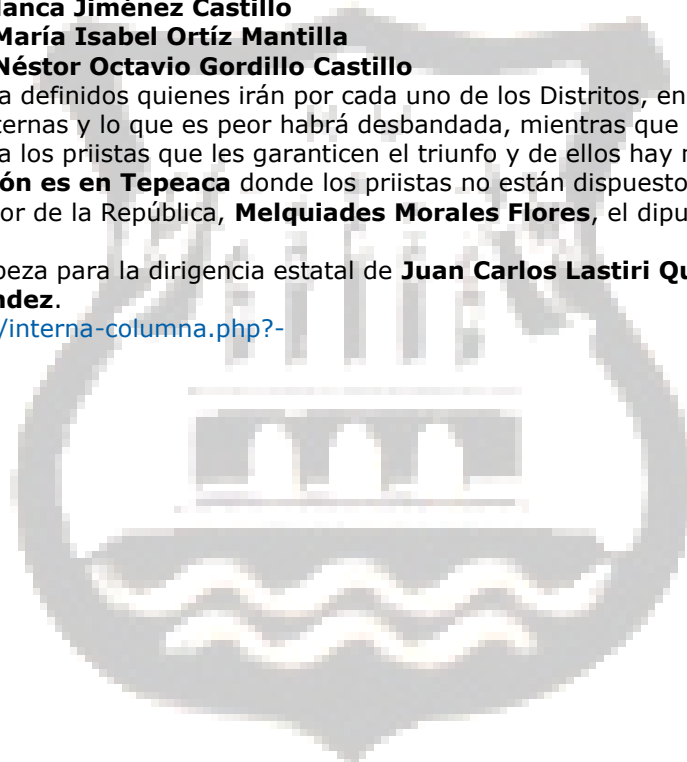 Blanca Jiménez Castillo
María Isabel Ortíz Mantilla
Néstor Octavio Gordillo Castillo
a definidos quienes irán por cada uno de los Distritos, en
ternas y lo que es peor habrá desbandada, mientras que
a los priistas que les garanticen el triunfo y de ellos hay
ón es en Tepeaca donde los priistas no están dispuesto
or de la República, Melquiades Morales Flores, el dipu
beza para la dirigencia estatal de Juan Carlos Lastiri Qu
ndez.
/interna-columna.php?-